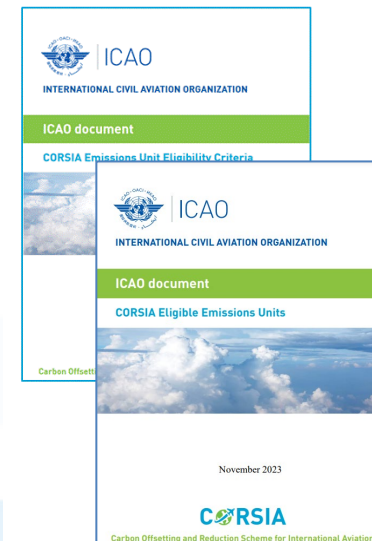 ICAO
INTERNATIONAL CIVIL AVIATION ORGANIZATION
ICAO document
CORSIA Emissions Unit Eligibility Criteria
Carbon Offsetti
ICAO
INTERNATIONAL CIVIL AVIATION ORGANIZATION
ICAO document
CORSIA Eligible Emissions Units
November 2023
CORSIA
Carbon Offsetting and Reduction Scheme for International Aviation